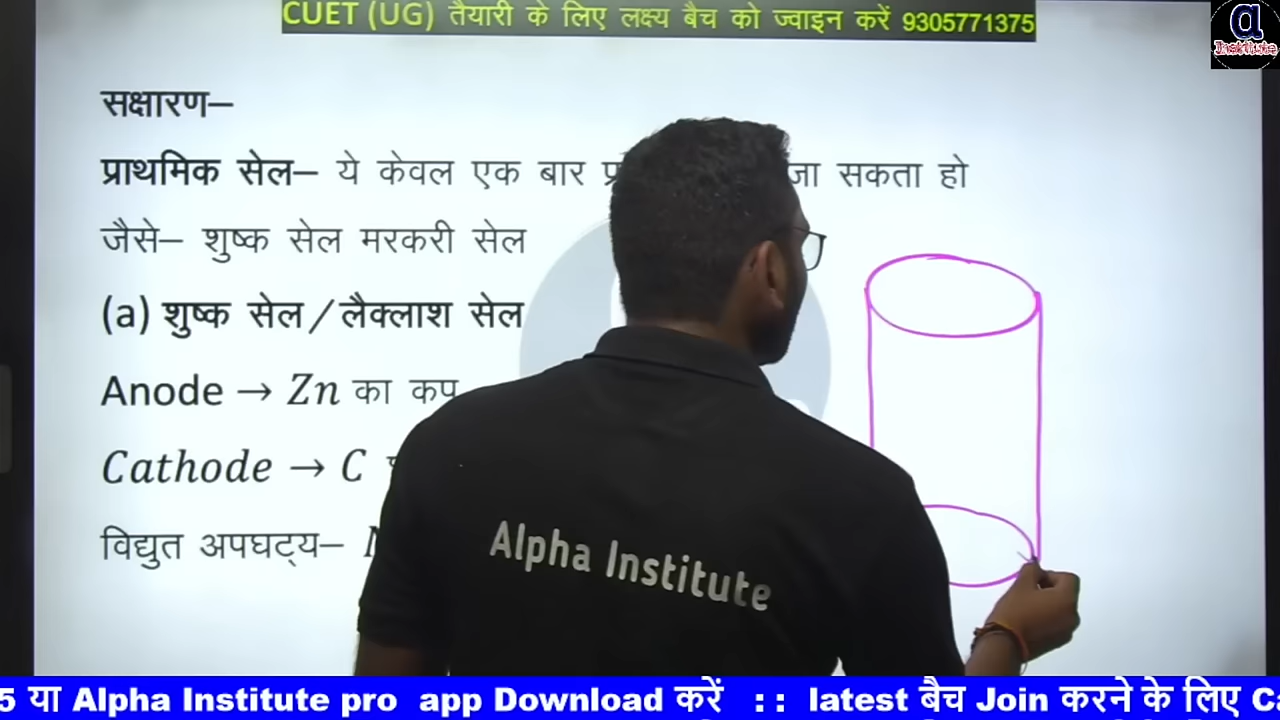 CUET (UG) तैयारी के लिए लक्ष्य बैच को ज्वाइन करें 9305771375
α
Institute
सक्षारण–
प्राथमिक सेल– ये केवल एक बार जा सकता हो
जैसे– शुष्क सेल मरकरी सेल
(a) शुष्क सेल/लैक्लाश सेल
Anode → Zn का कप
Cathode → C
विद्युत अपघट्य–
Alpha Institute
5 या Alpha Institute pro app Download करें :: latest बैच Join करने के लिए